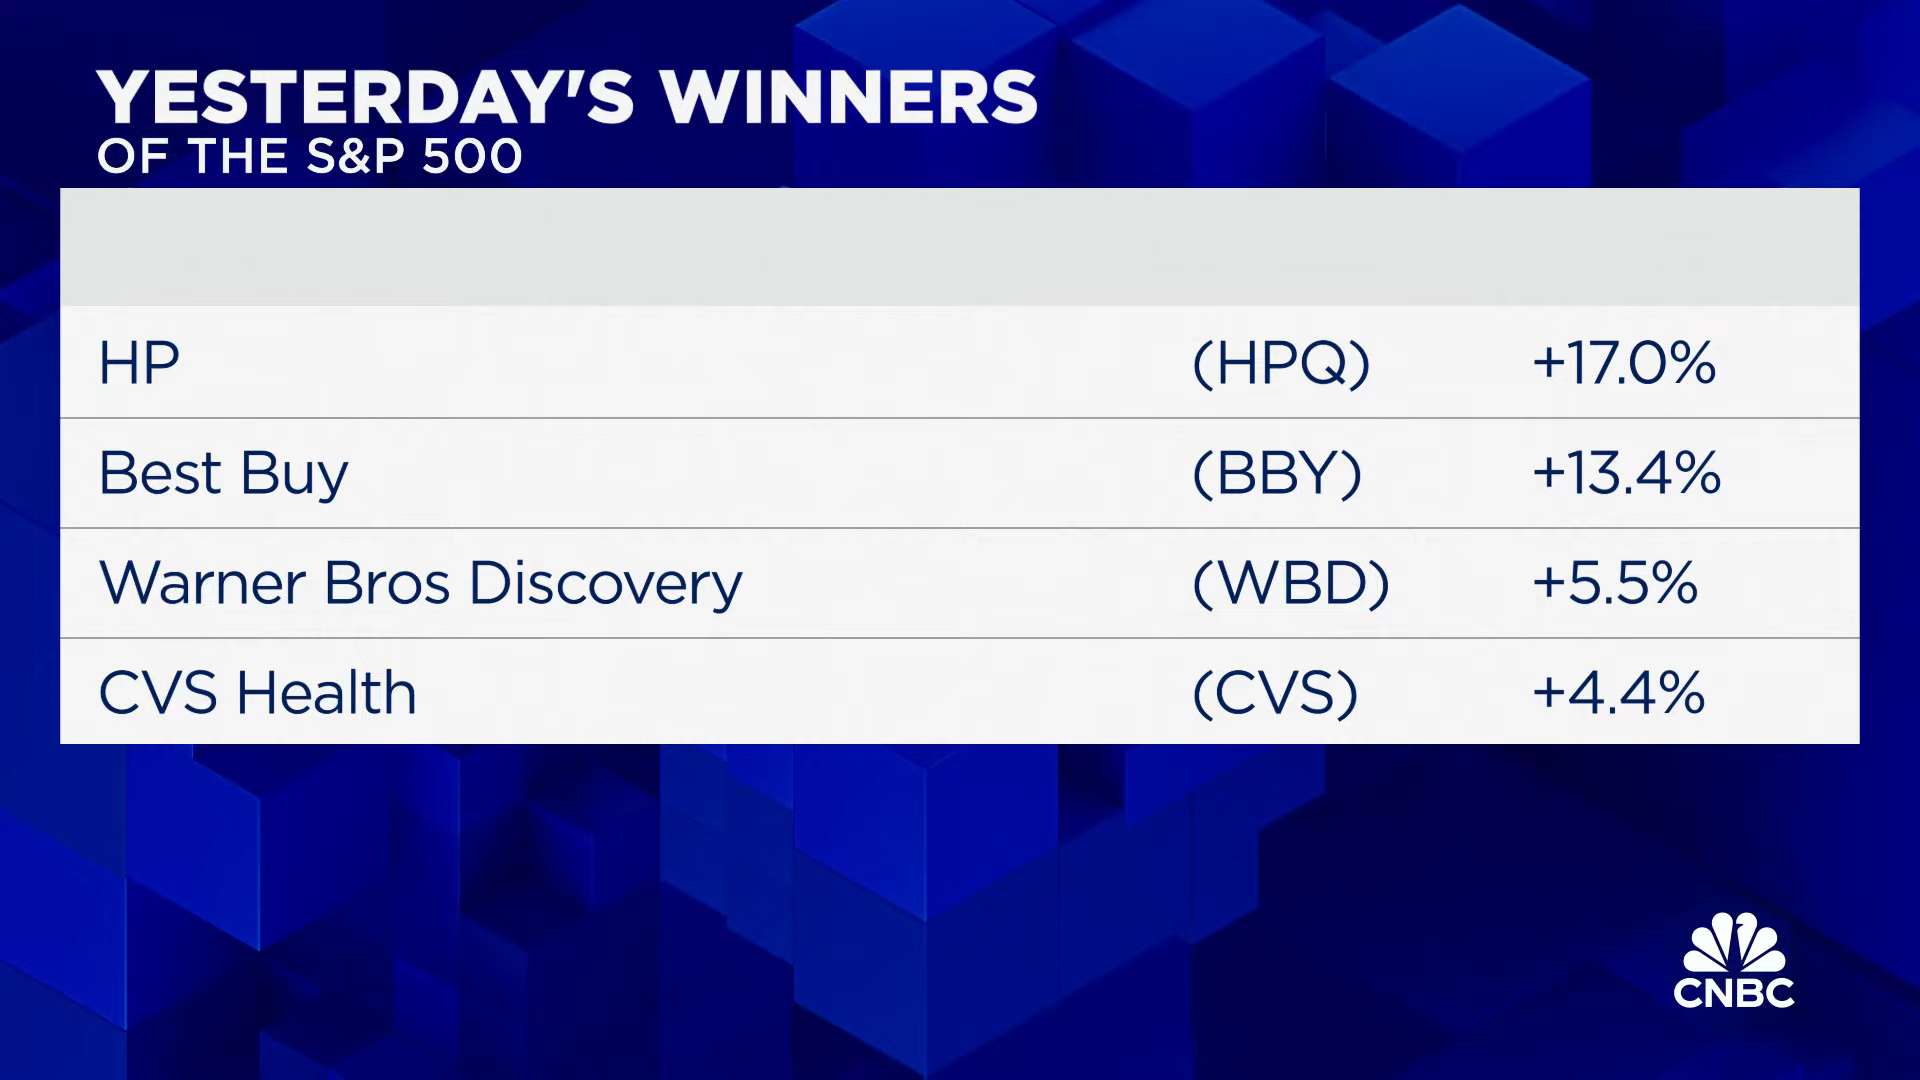 YESTERDAY'S WINNERS
OF THE S&P 500
HP (HPQ) +17.0%
Best Buy (BBY) +13.4%
Warner Bros Discovery (WBD) +5.5%
CVS Health (CVS) +4.4%
CNBC